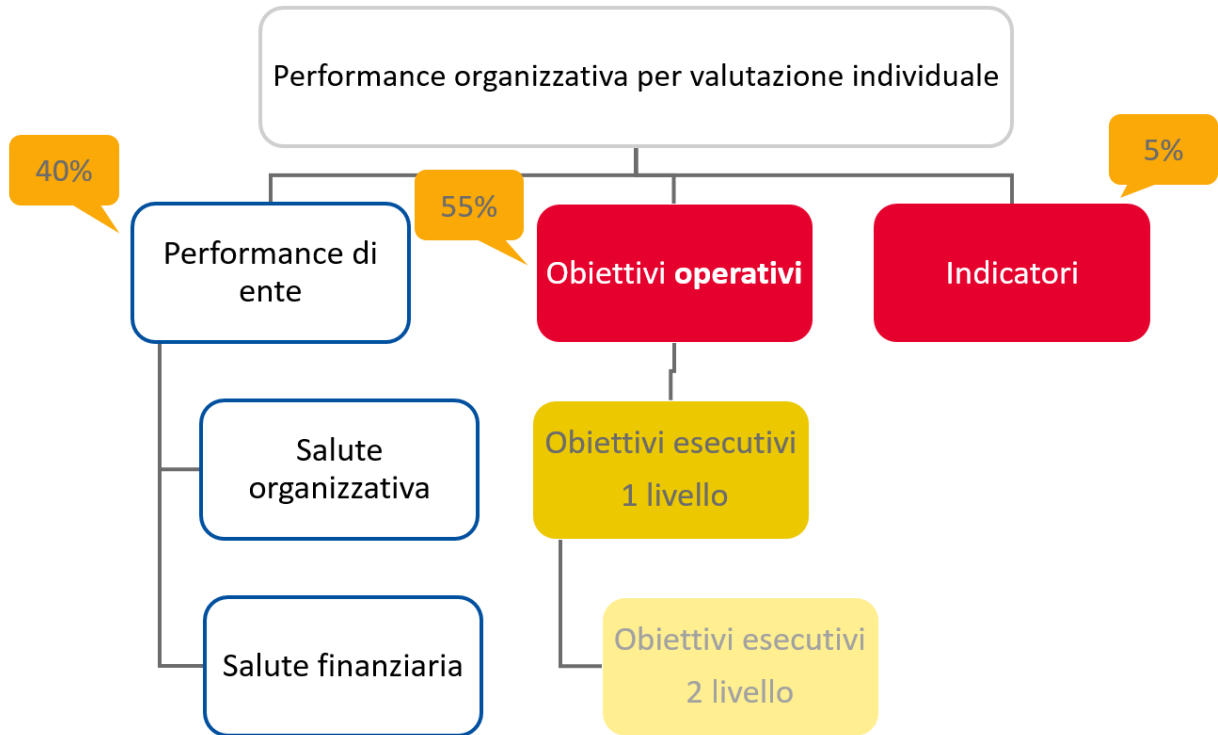 Performance organizzativa per valutazione individuale
40%
55%
5%
Performance di
ente
Obiettivi operativi
Indicatori
Salute
organizzativa
Obiettivi esecutivi
1 livello
Salute finanziaria
Obiettivi esecutivi
2 livello